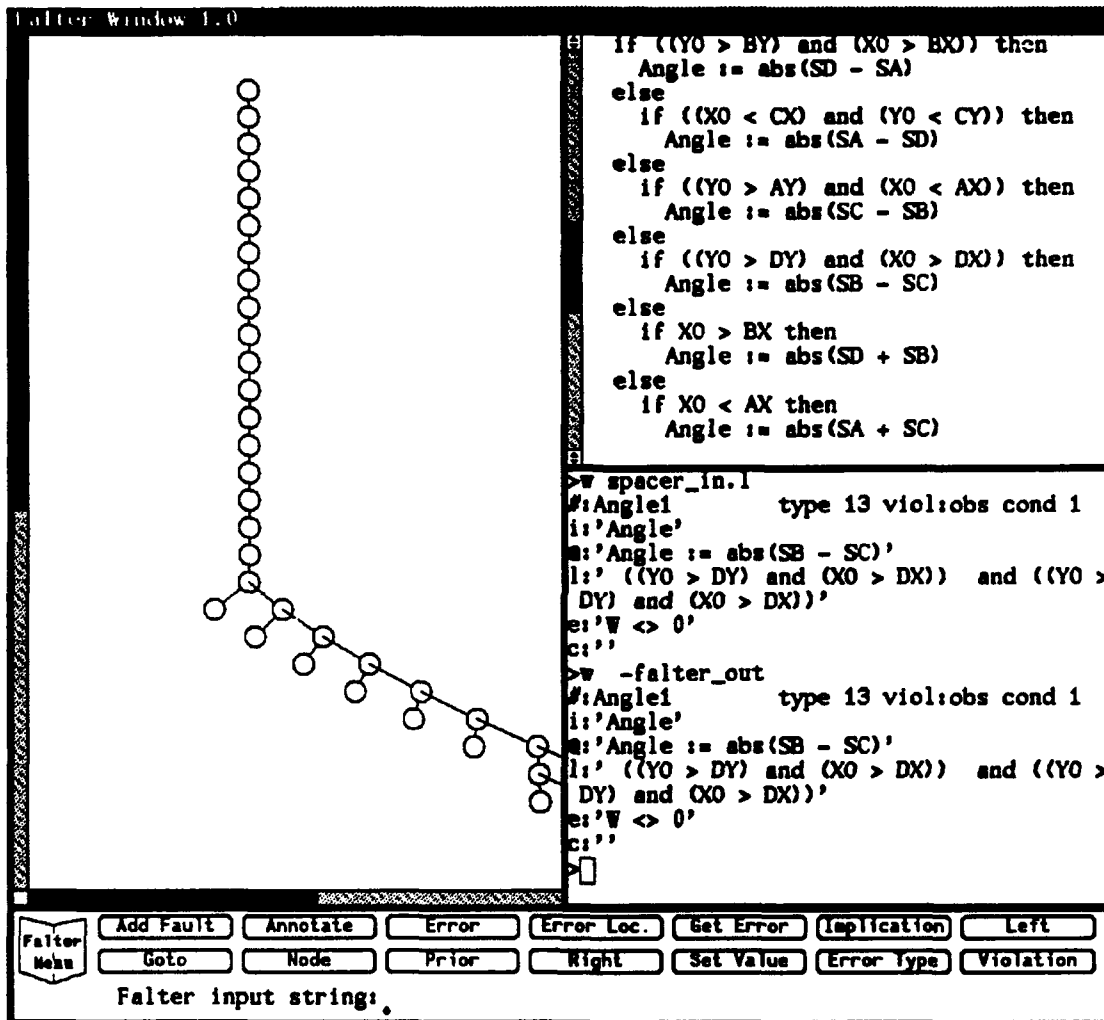 Falter Window 1.0
if ((Y0 > BY) and (X0 > BX)) then
Angle := abs(SD - SA)
else
if ((X0 < CX) and (Y0 < CY)) then
Angle := abs(SA - SD)
else
if ((Y0 > AY) and (X0 < AX)) then
Angle := abs(SC - SB)
else
if ((Y0 > DY) and (X0 > DX)) then
Angle := abs(SB - SC)
else
if X0 > BX then
Angle := abs(SD + SB)
else
if X0 < AX then
Angle := abs(SA + SC)
>w spacer_in.l
#:Angle1 type 13 viol:obs cond 1
i:'Angle'
a:'Angle := abs(SB - SC)'
l:' ((Y0 > DY) and (X0 > DX)) and ((Y0 >
DY) and (X0 > DX))'
e:'W <> 0'
c:''
>w -falter_out
#:Angle1 type 13 viol:obs cond 1
i:'Angle'
a:'Angle := abs(SB - SC)'
l:' ((Y0 > DY) and (X0 > DX)) and ((Y0 >
DY) and (X0 > DX))'
e:'W <> 0'
c:''
>
Falter Menu
Add Fault Annotate Error Error Loc. Get Error Implication Left
Goto Node Prior Right Set Value Error Type Violation
Falter input string: